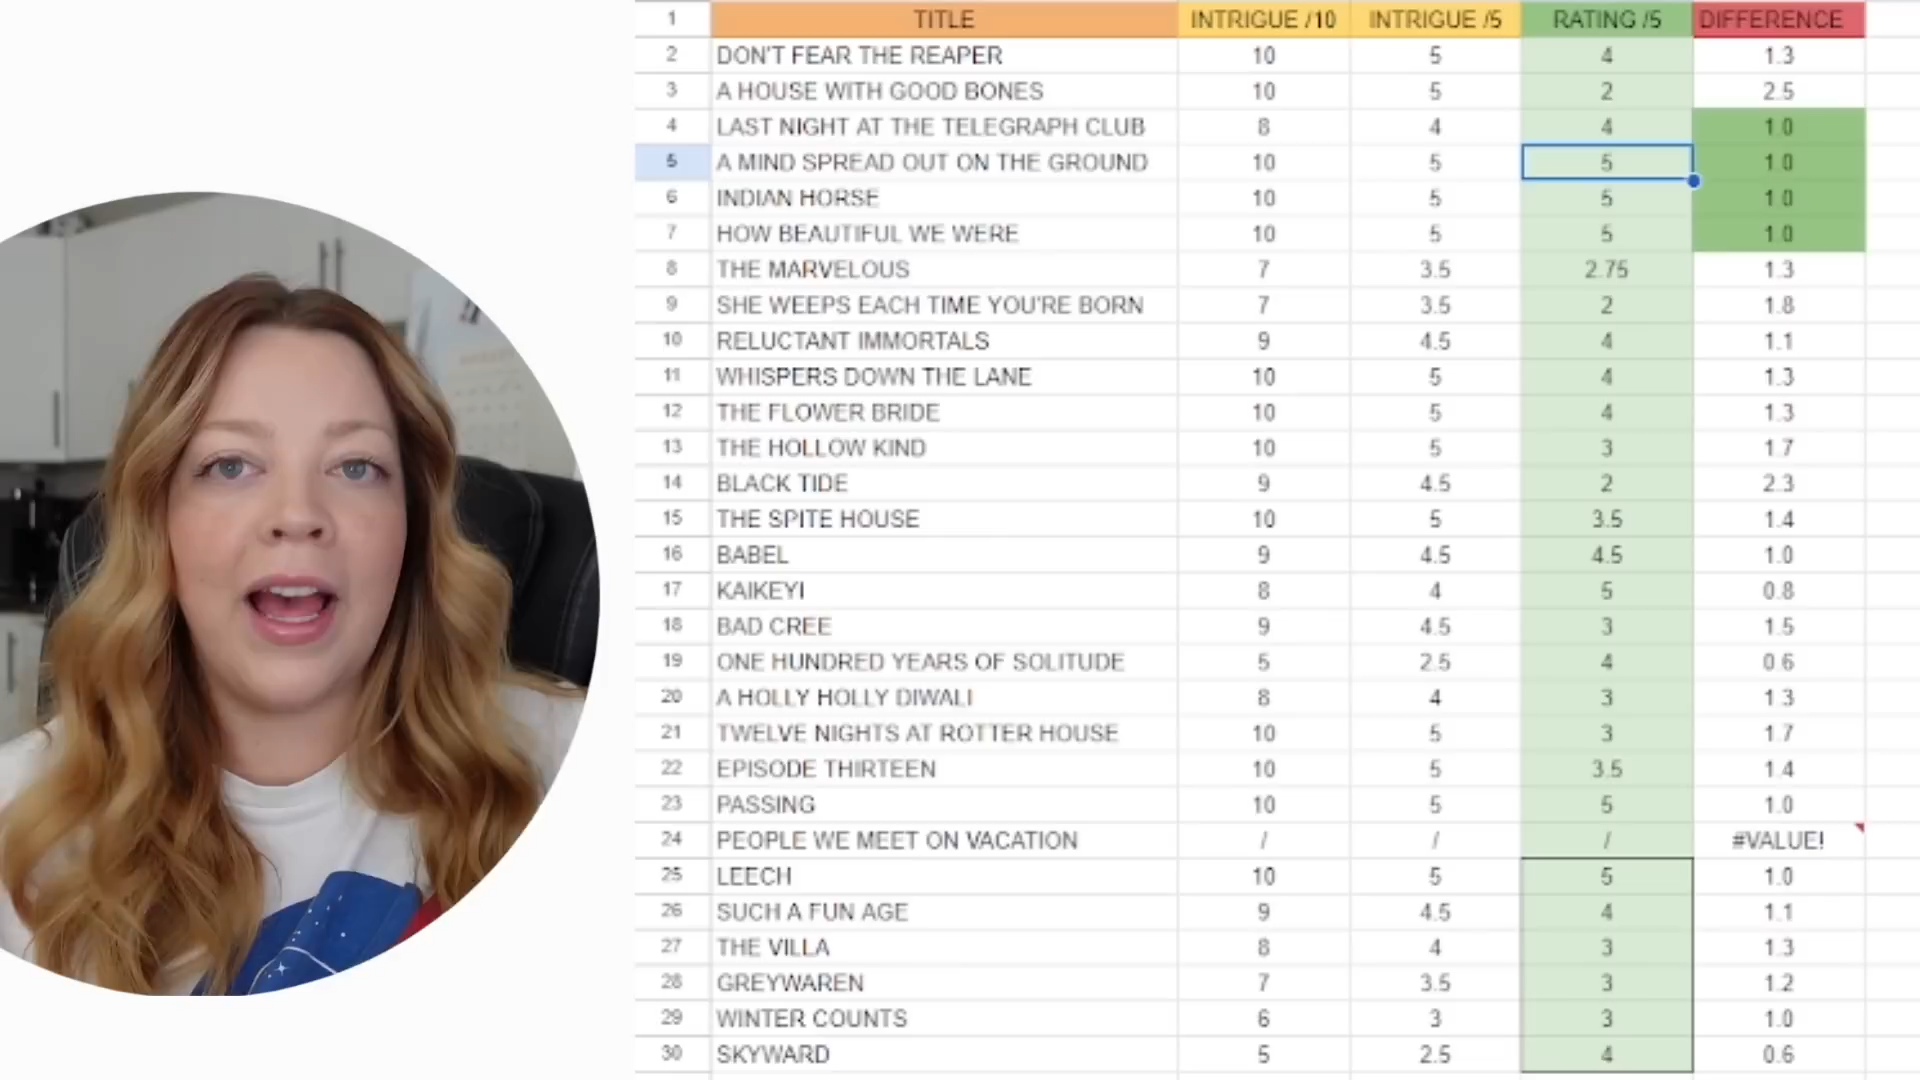 1 TITLE INTRIGUE /10 INTRIGUE /5 RATING /5 DIFFERENCE
2 DON'T FEAR THE REAPER 10 5 4 1.3
3 A HOUSE WITH GOOD BONES 10 5 2 2.5
4 LAST NIGHT AT THE TELEGRAPH CLUB 8 4 4 1.0
5 A MIND SPREAD OUT ON THE GROUND 10 5 5 1.0
6 INDIAN HORSE 10 5 5 1.0
7 HOW BEAUTIFUL WE WERE 10 5 5 1.0
8 THE MARVELOUS 7 3.5 2.75 1.3
9 SHE WEEPS EACH TIME YOU'RE BORN 7 3.5 2 1.8
10 RELUCTANT IMMORTALS 9 4.5 4 1.1
11 WHISPERS DOWN THE LANE 10 5 4 1.3
12 THE FLOWER BRIDE 10 5 4 1.3
13 THE HOLLOW KIND 10 5 3 1.7
14 BLACK TIDE 9 4.5 2 2.3
15 THE SPITE HOUSE 10 5 3.5 1.4
16 BABEL 9 4.5 4.5 1.0
17 KAIKEYI 8 4 5 0.8
18 BAD CREE 9 4.5 3 1.5
19 ONE HUNDRED YEARS OF SOLITUDE 5 2.5 4 0.6
20 A HOLLY HOLLY DIWALI 8 4 3 1.3
21 TWELVE NIGHTS AT ROTTER HOUSE 10 5 3 1.7
22 EPISODE THIRTEEN 10 5 3.5 1.4
23 PASSING 10 5 5 1.0
24 PEOPLE WE MEET ON VACATION / / / #VALUE!
25 LEECH 10 5 5 1.0
26 SUCH A FUN AGE 9 4.5 4 1.1
27 THE VILLA 8 4 3 1.3
28 GREYWAREN 7 3.5 3 1.2
29 WINTER COUNTS 6 3 3 1.0
30 SKYWARD 5 2.5 4 0.6